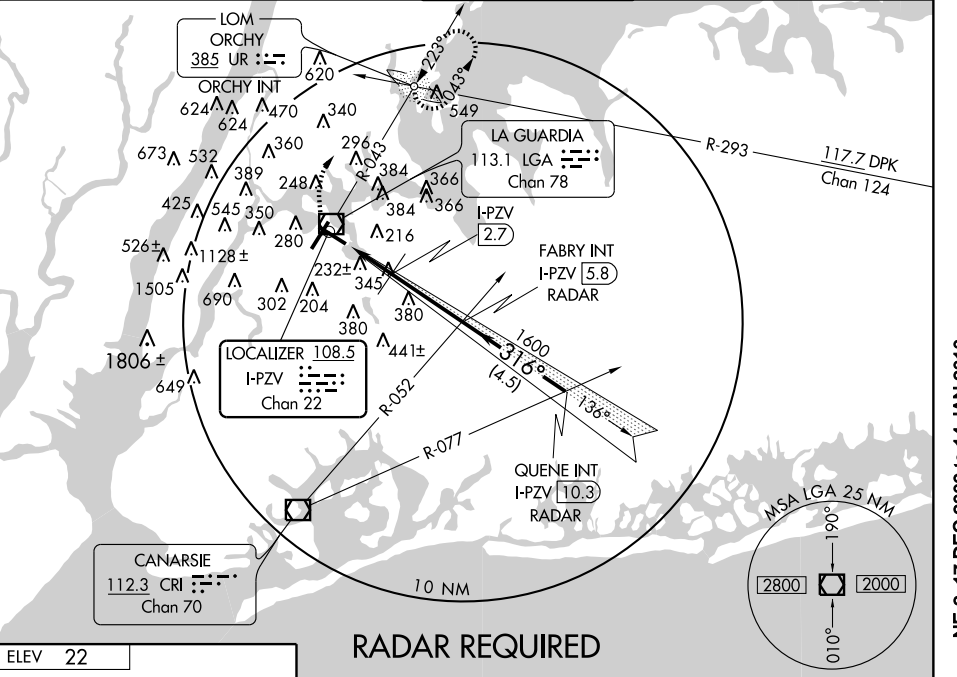 LOM
ORCHY
385 UR
620
223°
043°
549
ORCHY INT
624
624
470
340
360
296
R-043
LA GUARDIA
113.1 LGA
Chan 78
R-293
117.7 DPK
Chan 124
673
532
389
248
384
384
366
366
425
545
350
280
216
I-PZV
2.7
FABRY INT
I-PZV 5.8
RADAR
526±
1128±
1505
690
302
204
232±
345
380
380
441±
1806±
649
LOCALIZER 108.5
I-PZV
Chan 22
1600
316°
(4.5)
136°
R-052
R-077
QUENE INT
I-PZV 10.3
RADAR
CANARSIE
112.3 CRI
Chan 70
10 NM
MSA LGA 25 NM
190°
2800
2000
010°
RADAR REQUIRED
ELEV 22